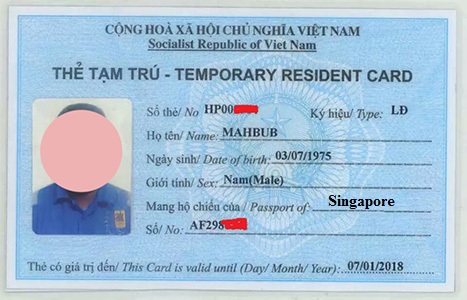 CỘNG HOÀ XÃ HỘI CHỦ NGHĨA VIỆT NAM
Socialist Republic of Viet Nam
THẺ TẠM TRÚ - TEMPORARY RESIDENT CARD
Số thẻ/ No HP00 Ký hiệu/ Type: LĐ
Họ tên/ Name: MAHBUB
Ngày sinh/ Date of birth: 03/07/1975
Giới tính/ Sex: Nam(Male)
Mang hộ chiếu của / Passport of: Singapore
Số/ No: AF298
Thẻ có giá trị đến/ This Card is valid until (Day/ Month/ Year): 07/01/2018